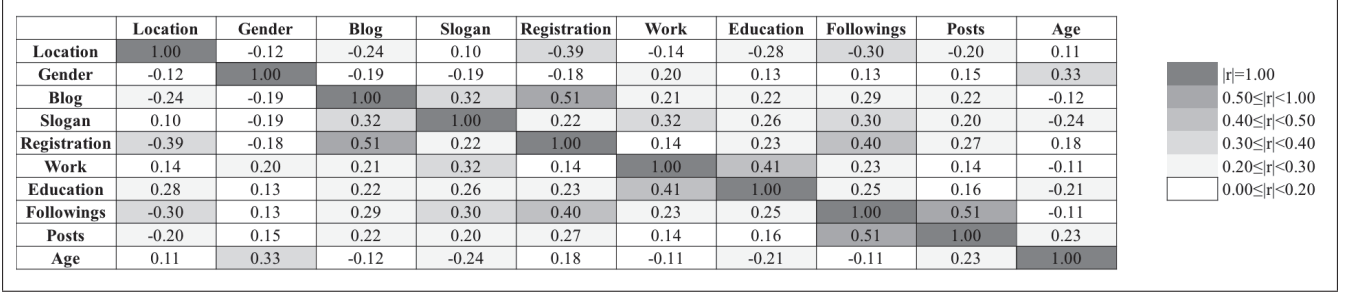 Location Gender Blog Slogan Registration Work Education Followings Posts Age
Location 1.00 -0.12 -0.24 0.10 -0.39 -0.14 -0.28 -0.30 -0.20 0.11
Gender -0.12 1.00 -0.19 -0.19 -0.18 0.20 0.13 0.13 0.15 0.33
Blog -0.24 -0.19 1.00 0.32 0.51 0.21 0.22 0.29 0.22 -0.12
Slogan 0.10 -0.19 0.32 1.00 0.22 0.32 0.26 0.30 0.20 -0.24
Registration -0.39 -0.18 0.51 0.22 1.00 0.14 0.23 0.40 0.27 0.18
Work 0.14 0.20 0.21 0.32 0.14 1.00 0.41 0.23 0.14 -0.11
Education 0.28 0.13 0.22 0.26 0.23 0.41 1.00 0.25 0.16 -0.21
Followings -0.30 0.13 0.29 0.30 0.40 0.23 0.25 1.00 0.51 -0.11
Posts -0.20 0.15 0.22 0.20 0.27 0.14 0.16 0.51 1.00 0.23
Age 0.11 0.33 -0.12 -0.24 0.18 -0.11 -0.21 -0.11 0.23 1.00
|r|=1.00
0.50≤|r|<1.00
0.40≤|r|<0.50
0.30≤|r|<0.40
0.20≤|r|<0.30
0.00≤|r|<0.20